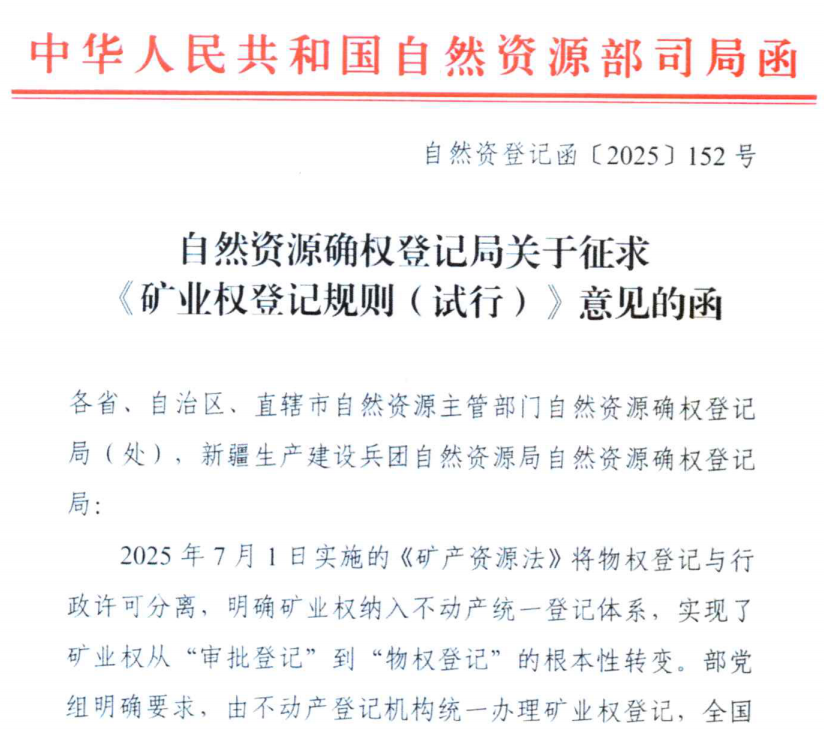 中华人民共和国自然资源部司局函
自然资登记函〔2025〕152号
自然资源确权登记局关于征求
《矿业权登记规则（试行）》意见的函
各省、自治区、直辖市自然资源主管部门自然资源确权登记
局（处），新疆生产建设兵团自然资源局自然资源确权登记
局：
2025年7月1日实施的《矿产资源法》将物权登记与行
政许可分离，明确矿业权纳入不动产统一登记体系，实现了
矿业权从“审批登记”到“物权登记”的根本性转变。部党
组明确要求，由不动产登记机构统一办理矿业权登记，全国